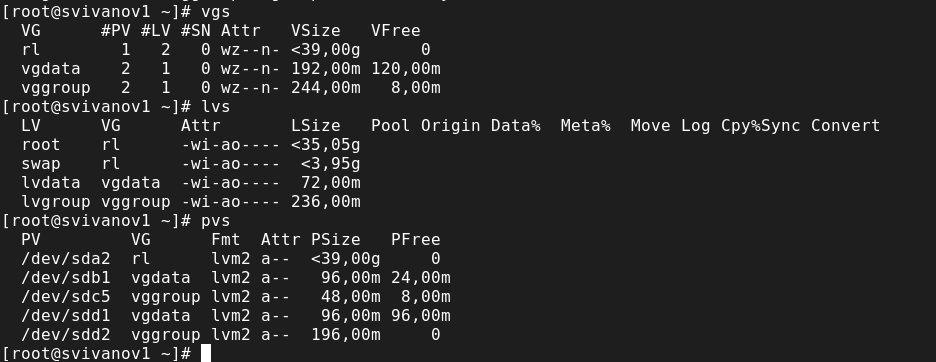 [root@svivanov1 ~]# vgs
  VG      #PV #LV #SN Attr   VSize   VFree
  rl        1   2   0 wz--n- <39,00g      0
  vgdata    2   1   0 wz--n- 192,00m 120,00m
  vggroup   2   1   0 wz--n- 244,00m   8,00m
[root@svivanov1 ~]# lvs
  LV      VG      Attr       LSize   Pool Origin Data%  Meta%  Move Log Cpy%Sync Convert
  root    rl      -wi-ao---- <35,05g
  swap    rl      -wi-ao----  <3,95g
  lvdata  vgdata  -wi-ao----  72,00m
  lvgroup vggroup -wi-ao---- 236,00m
[root@svivanov1 ~]# pvs
  PV         VG      Fmt  Attr PSize   PFree
  /dev/sda2  rl      lvm2 a--  <39,00g     0
  /dev/sdb1  vgdata  lvm2 a--   96,00m 24,00m
  /dev/sdc5  vggroup lvm2 a--   48,00m  8,00m
  /dev/sdd1  vgdata  lvm2 a--   96,00m 96,00m
  /dev/sdd2  vggroup lvm2 a--  196,00m     0
[root@svivanov1 ~]#